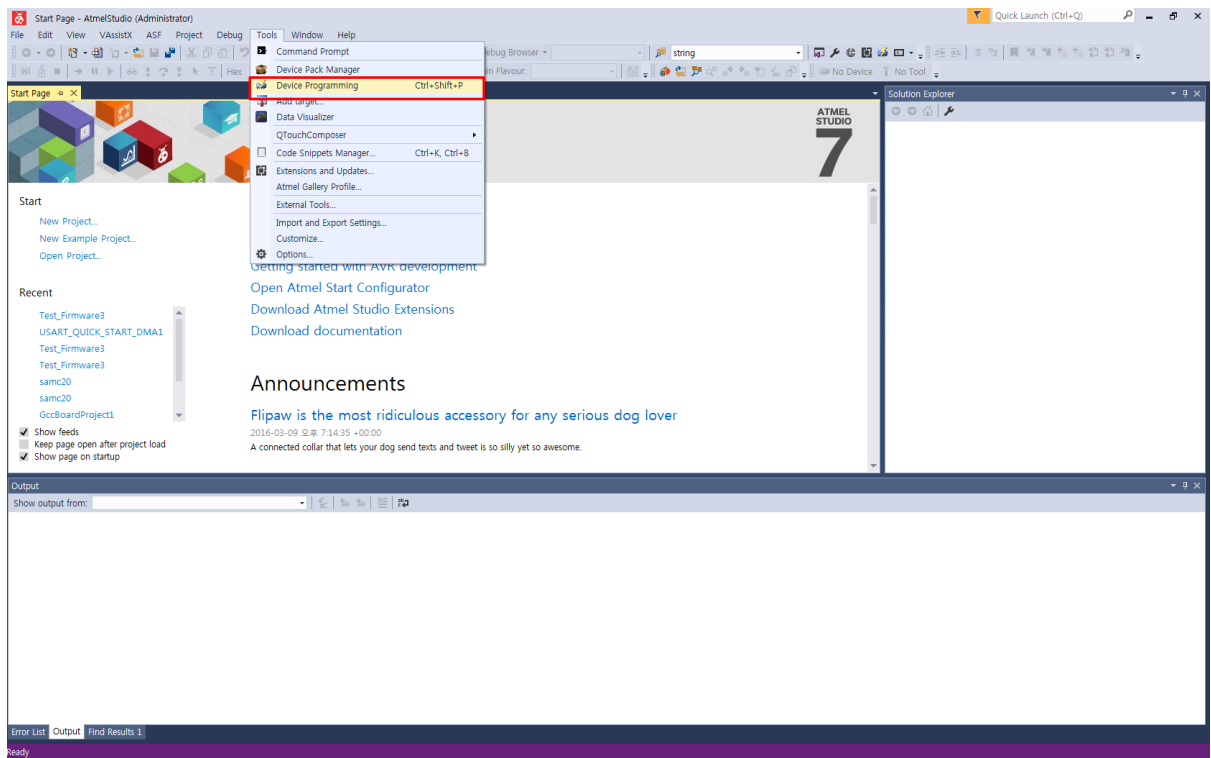 Start Page - AtmelStudio (Administrator)
Quick Launch (Ctrl+Q)
File Edit View VAssistX ASF Project Debug Tools Window Help
Debug Browser
string
Hex
in Flavour:
No Device
No Tool
Command Prompt
Device Pack Manager
Device Programming Ctrl+Shift+P
Add target...
Data Visualizer
QTouchComposer
Code Snippets Manager... Ctrl+K, Ctrl+B
Extensions and Updates...
Atmel Gallery Profile...
External Tools...
Import and Export Settings...
Customize...
Options...
Start Page
Solution Explorer
ATMEL
STUDIO
7
Start
New Project...
New Example Project...
Open Project...
Recent
Test_Firmware3
USART_QUICK_START_DMA1
Test_Firmware3
Test_Firmware3
samc20
samc20
GccBoardProject1
Show feeds
Keep page open after project load
Show page on startup
Getting started with AVR development
Open Atmel Start Configurator
Download Atmel Studio Extensions
Download documentation
Announcements
Flipaw is the most ridiculous accessory for any serious dog lover
2016-03-09 오후 7:14:35 +00:00
A connected collar that lets your dog send texts and tweet is so silly yet so awesome.
Output
Show output from:
Error List Output Find Results 1
Ready